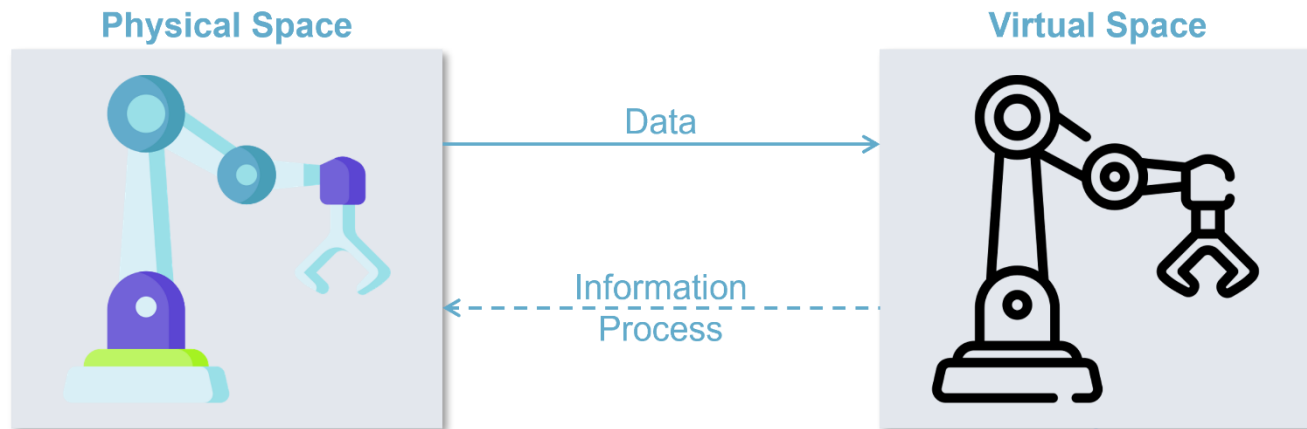 Physical Space
Virtual Space
Data
Information
Process